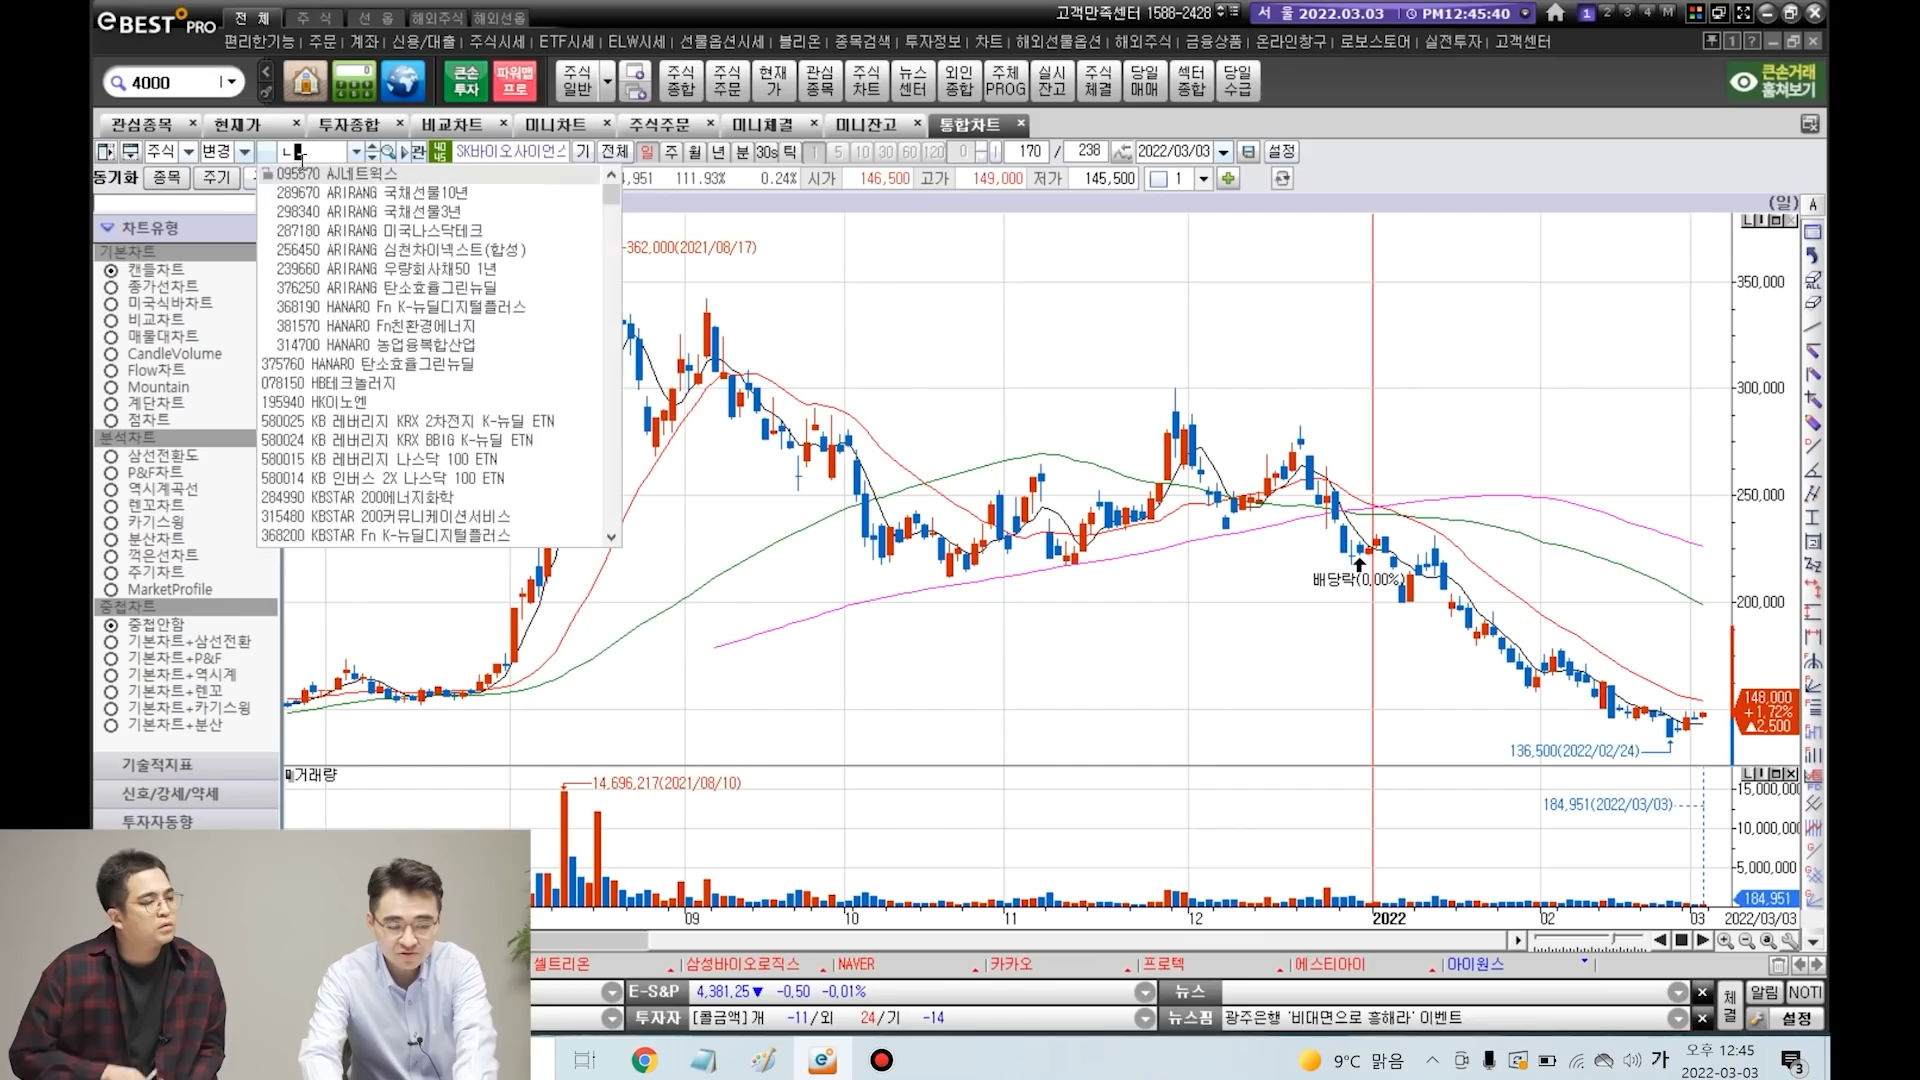 eBEST PRO 전 체 주 식 선 옵 해외주식 해외선옵
고객만족센터 1588-2428 서 울 2022.03.03 PM12:45:40 1 2 3 4 M
편리한기능 주문 계좌 신용/대출 주식시세 ETF시세 ELW시세 선물옵션시세 블리온 종목검색 투자정보 차트 해외선물옵션 해외주식 금융상품 온라인창구 로보스토어 실전투자 고객센터
4000 큰손 투자 파워맵 프로 주식 일반 주식 종합 주식 주문 현재 가 관심 종목 주식 차트 뉴스 센터 외인 종합 주체 PROG 실시 잔고 주식 체결 당일 매매 섹터 종합 당일 수급 큰손거래 훔쳐보기
관심종목 현재가 투자종합 비교차트 미니차트 주식주문 미니체결 미니잔고 통합차트
주식 변경 ㄴ 관 SK바이오사이언스 기 전체 일 주 월 년 분 30s 틱 1 5 10 30 60 120 0 170 / 238 2022/03/03 설정
동기화 종목 주기 111.93% 0.24% 시가 146,500 고가 149,000 저가 145,500 1
(일) A
차트유형
기본차트
캔들차트
종가선차트
미국식바차트
비교차트
매물대차트
CandleVolume
Flow차트
Mountain
계단차트
점차트
분석차트
삼선전환도
P&F차트
역시계곡선
렌꼬차트
카기스윙
분산차트
꺽은선차트
주기차트
MarketProfile
중첩차트
중첩안함
기본차트+삼선전환
기본차트+P&F
기본차트+역시계
기본차트+렌꼬
기본차트+카기스윙
기본차트+분산
기술적지표
신호/강세/약세
투자자동향
095570 AJ네트웍스
289670 ARIRANG 국채선물10년
298340 ARIRANG 국채선물3년
287180 ARIRANG 미국나스닥테크
256450 ARIRANG 심천차이넥스트(합성)
239660 ARIRANG 우량회사채50 1년
376250 ARIRANG 탄소효율그린뉴딜
368190 HANARO Fn K-뉴딜디지털플러스
381570 HANARO Fn친환경에너지
314700 HANARO 농업융복합산업
375760 HANARO 탄소효율그린뉴딜
078150 HB테크놀러지
195940 HK이노엔
580025 KB 레버리지 KRX 2차전지 K-뉴딜 ETN
580024 KB 레버리지 KRX BBIG K-뉴딜 ETN
580015 KB 레버리지 나스닥 100 ETN
580014 KB 인버스 2X 나스닥 100 ETN
284990 KBSTAR 200에너지화학
315480 KBSTAR 200커뮤니케이션서비스
368200 KBSTAR Fn K-뉴딜디지털플러스
362,000(2021/08/17)
350,000
300,000
250,000
200,000
배당락(0.00%)
148,000
+1.72%
▲2,500
136,500(2022/02/24)
거래량
14,696,217(2021/08/10)
184,951(2022/03/03)
15,000,000
10,000,000
5,000,000
184,951
09 10 11 12 2022 02 03 2022/03/03
셀트리온 삼성바이오로직스 NAVER 카카오 프로텍 에스티아이 아이원스
E-S&P 4,381.25▼ -0.50 -0.01% 뉴스 체결 알림 NOTI
투자자 [콜금액]개 -11/외 24/기 -14 뉴스찜 광주은행 '비대면으로 흥해라' 이벤트 설정
9°C 맑음 가 오후 12:45
2022-03-03 3